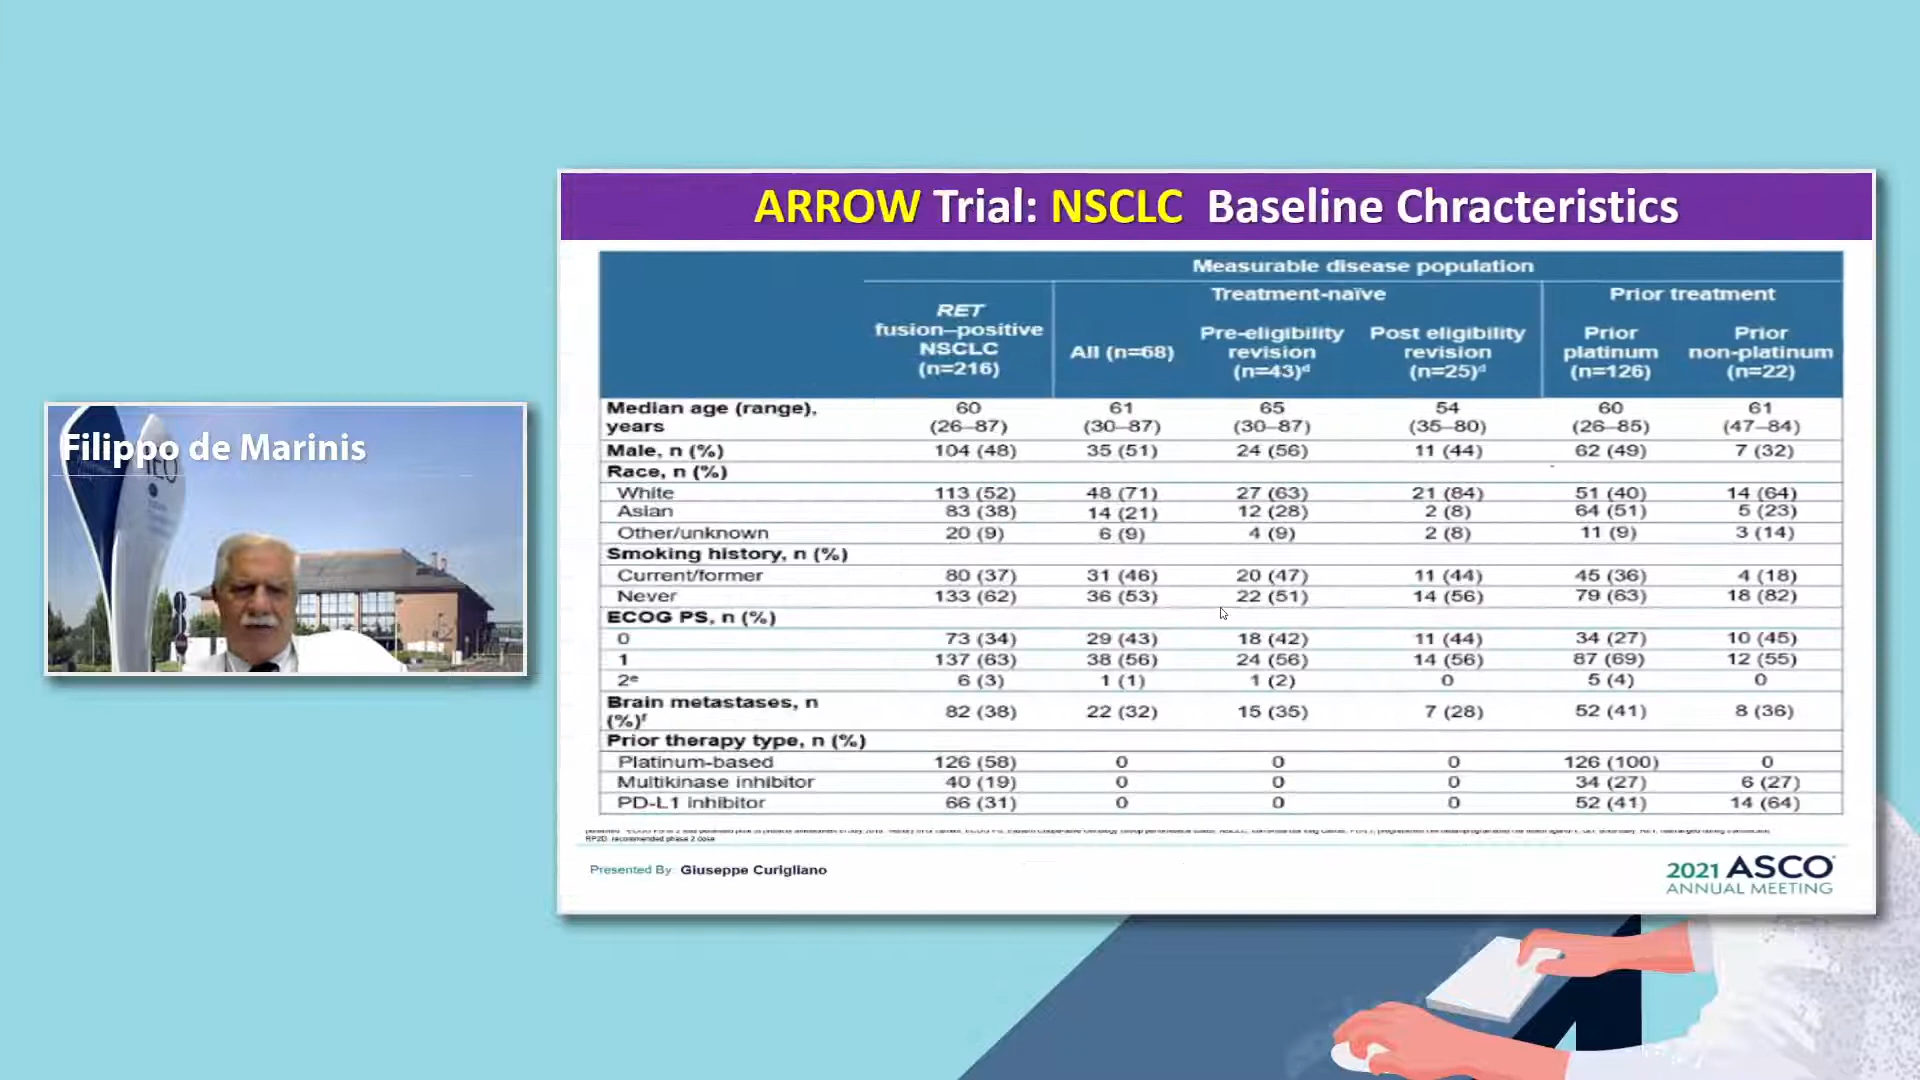 ARROW Trial: NSCLC Baseline Chracteristics
Filippo de Marinis
IEO
Measurable disease population
RET fusion–positive NSCLC (n=216)
Treatment-naïve
Prior treatment
All (n=68)
Pre-eligibility revision (n=43)d
Post eligibility revision (n=25)d
Prior platinum (n=126)
Prior non-platinum (n=22)
Median age (range), years 60 (26–87) 61 (30–87) 65 (30–87) 54 (35–80) 60 (26–85) 61 (47–84)
Male, n (%) 104 (48) 35 (51) 24 (56) 11 (44) 62 (49) 7 (32)
Race, n (%)
White 113 (52) 48 (71) 27 (63) 21 (84) 51 (40) 14 (64)
Asian 83 (38) 14 (21) 12 (28) 2 (8) 64 (51) 5 (23)
Other/unknown 20 (9) 6 (9) 4 (9) 2 (8) 11 (9) 3 (14)
Smoking history, n (%)
Current/former 80 (37) 31 (46) 20 (47) 11 (44) 45 (36) 4 (18)
Never 133 (62) 36 (53) 22 (51) 14 (56) 79 (63) 18 (82)
ECOG PS, n (%)
0 73 (34) 29 (43) 18 (42) 11 (44) 34 (27) 10 (45)
1 137 (63) 38 (56) 24 (56) 14 (56) 87 (69) 12 (55)
2e 6 (3) 1 (1) 1 (2) 0 5 (4) 0
Brain metastases, n (%)f 82 (38) 22 (32) 15 (35) 7 (28) 52 (41) 8 (36)
Prior therapy type, n (%)
Platinum-based 126 (58) 0 0 0 126 (100) 0
Multikinase inhibitor 40 (19) 0 0 0 34 (27) 6 (27)
PD-L1 inhibitor 66 (31) 0 0 0 52 (41) 14 (64)
RP2D, recommended phase 2 dose
Presented By: Giuseppe Curigliano
2021 ASCO
ANNUAL MEETING